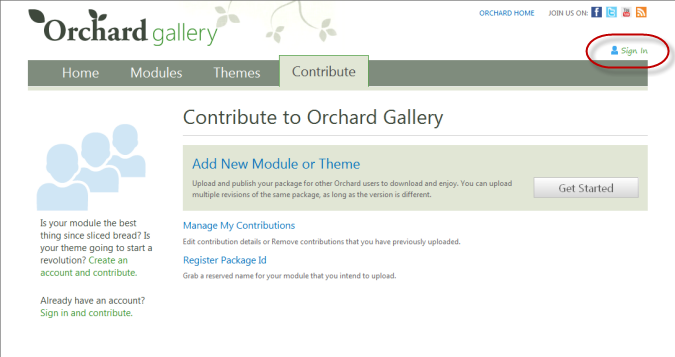 Orchard gallery
ORCHARD HOME
JOIN US ON:
Sign In
Home
Modules
Themes
Contribute
Contribute to Orchard Gallery
Add New Module or Theme
Upload and publish your package for other Orchard users to download and enjoy. You can upload
multiple revisions of the same package, as long as the version is different.
Get Started
Manage My Contributions
Edit contribution details or Remove contributions that you have previously uploaded.
Register Package Id
Grab a reserved name for your module that you intend to upload.
Is your module the best
thing since sliced bread? Is
your theme going to start a
revolution? Create an
account and contribute.
Already have an account?
Sign in and contribute.